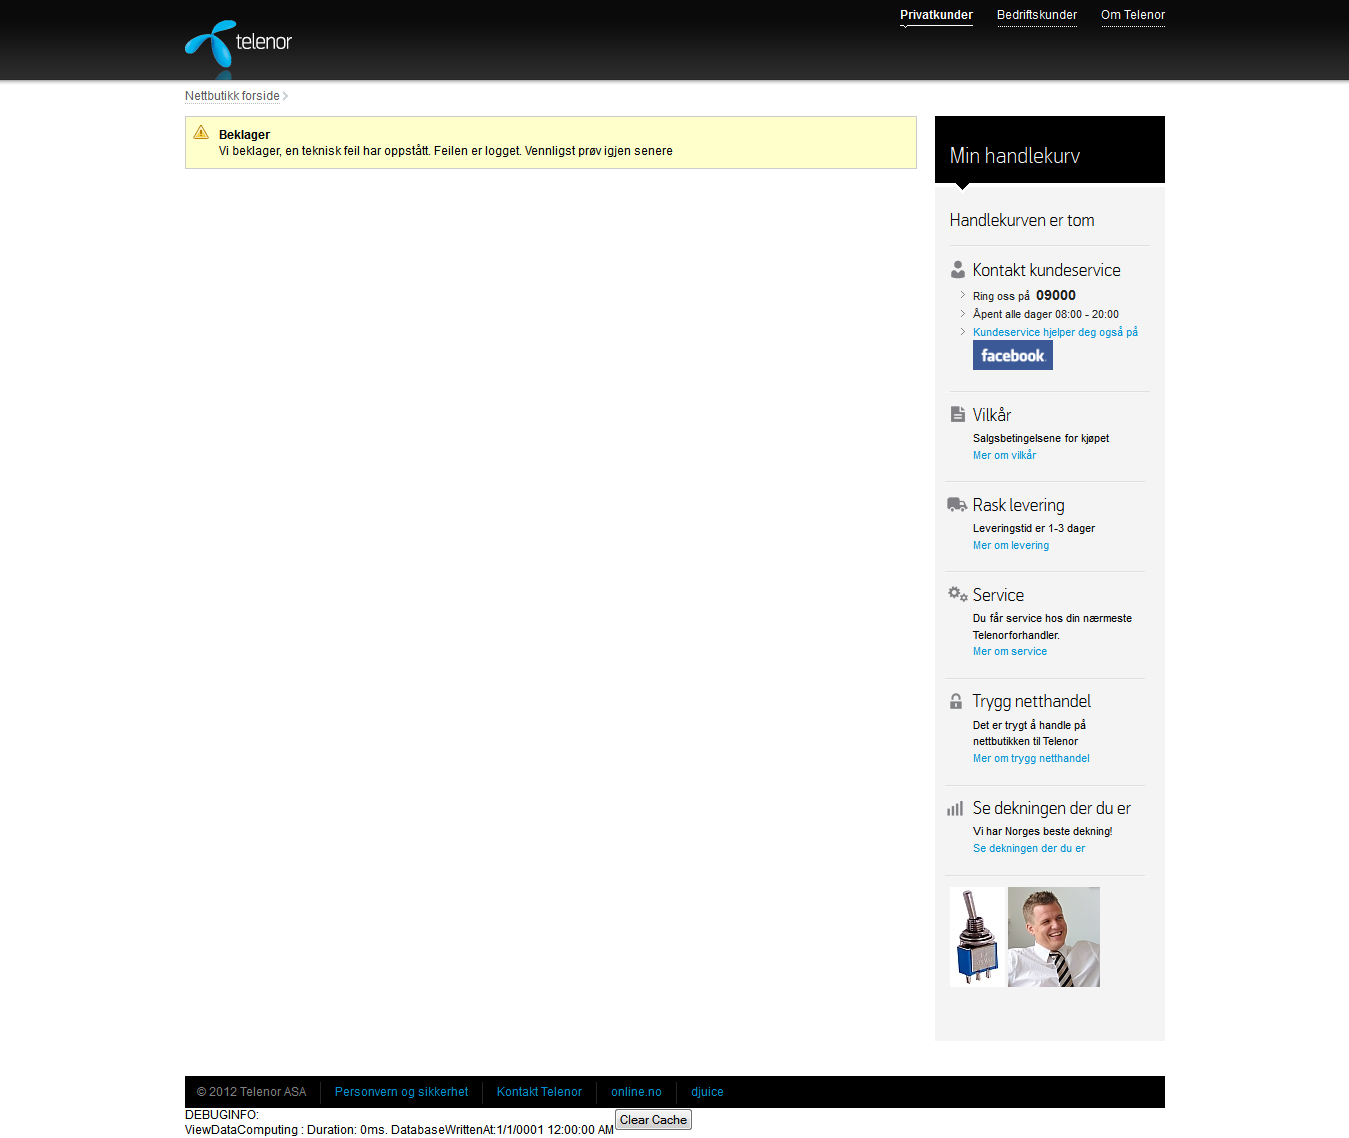 Privatkunder Bedriftskunder Om Telenor
telenor
Nettbutikk forside
Beklager
Vi beklager, en teknisk feil har oppstått. Feilen er logget. Vennligst prøv igjen senere
Min handlekurv
Handlekurven er tom
Kontakt kundeservice
Ring oss på 09000
Åpent alle dager 08:00 - 20:00
Kundeservice hjelper deg også på
facebook
Vilkår
Salgsbetingelsene for kjøpet
Mer om vilkår
Rask levering
Leveringstid er 1-3 dager
Mer om levering
Service
Du får service hos din nærmeste
Telenorforhandler.
Mer om service
Trygg netthandel
Det er trygt å handle på
nettbutikken til Telenor
Mer om trygg netthandel
Se dekningen der du er
Vi har Norges beste dekning!
Se dekningen der du er
© 2012 Telenor ASA Personvern og sikkerhet Kontakt Telenor online.no djuice
DEBUGINFO:
ViewDataComputing : Duration: 0ms. DatabaseWrittenAt:1/1/0001 12:00:00 AM Clear Cache